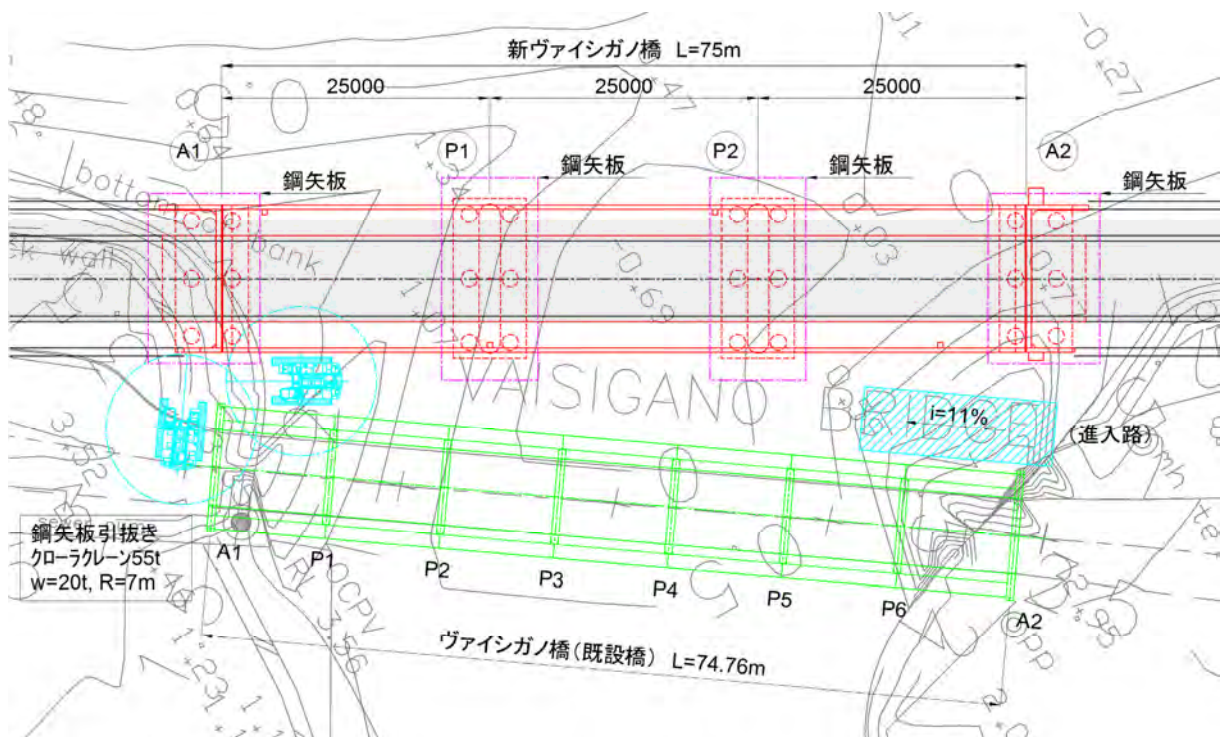 新ヴァイシガノ橋 L=75m
25000
25000
25000
A1
P1
P2
A2
鋼矢板
鋼矢板
鋼矢板
鋼矢板
bottom
bank
wall
VAISIGANO BRIDGE
i=11%
(進入路)
鋼矢板引抜き
クローラクレーン55t
w=20t, R=7m
A1
P1
P2
P3
P4
P5
P6
A2
ヴァイシガノ橋(既設橋) L=74.76m